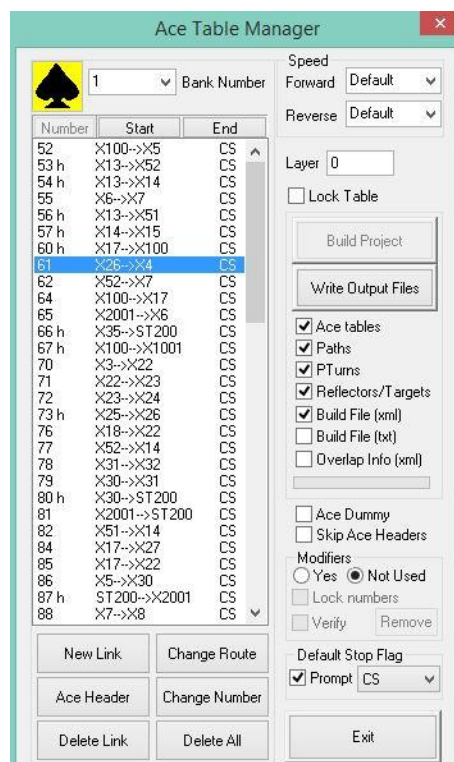 Ace Table Manager
×
1
Bank Number
Number Start End
52 X100-->X5 CS
53 h X13-->X52 CS
54 h X13-->X14 CS
55 X6-->X7 CS
56 h X13-->X51 CS
57 h X14-->X15 CS
60 h X17-->X100 CS
61 X26-->X4 CS
62 X52-->X7 CS
64 X100-->X17 CS
65 X2001-->X6 CS
66 h X35-->ST200 CS
67 h X100-->X1001 CS
70 X3-->X22 CS
71 X22-->X23 CS
72 X23-->X24 CS
73 h X25-->X26 CS
76 X18-->X22 CS
77 X52-->X14 CS
78 X31-->X32 CS
79 X30-->X31 CS
80 h X30-->ST200 CS
81 X2001-->ST200 CS
82 X51-->X14 CS
84 X17-->X27 CS
85 X17-->X22 CS
86 X5-->X30 CS
87 h ST200-->X2001 CS
88 X7-->X8 CS
New Link
Change Route
Ace Header
Change Number
Delete Link
Delete All
Speed
Forward Default
Reverse Default
Layer 0
Lock Table
Build Project
Write Output Files
Ace tables
Paths
PTurns
Reflectors/Targets
Build File (xml)
Build File (txt)
Overlap Info (xml)
Ace Dummy
Skip Ace Headers
Modifiers
Yes Not Used
Lock numbers
Verify Remove
Default Stop Flag
Prompt CS
Exit